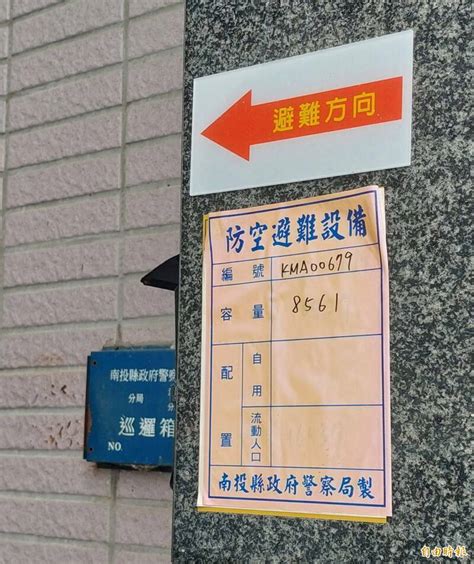 避難方向
防空避難設備
編號 KMA00679
容量 8561
配置
自用
流動人口
南投縣政府警察局製
南投縣政府警察
分局
巡邏箱
NO.
自由時報